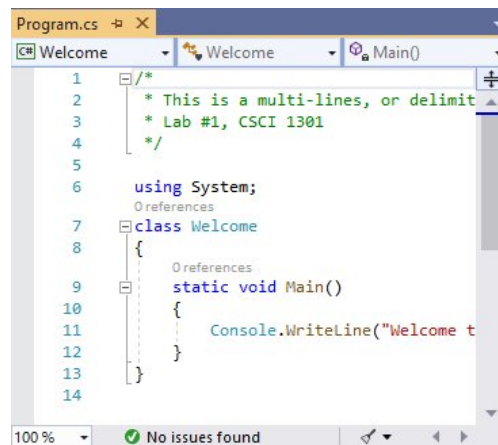 Program.cs
C# Welcome Welcome Main()
1 /*
2 * This is a multi-lines, or delimit
3 * Lab #1, CSCI 1301
4 */
5
6 using System;
0 references
7 class Welcome
8 {
0 references
9 static void Main()
10 {
11 Console.WriteLine("Welcome t
12 }
13 }
14
100 % No issues found